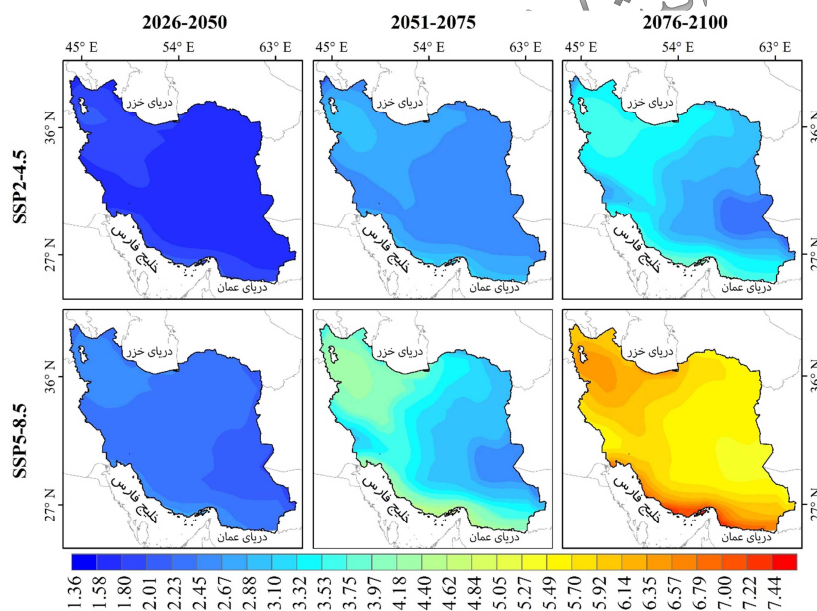 2026-2050 2051-2075 2076-2100
45° E 54° E 63° E 45° E 54° E 63° E 45° E 54° E 63° E
SSP2-4.5
36° N
27° N
دریای خزر
خلیج فارس
دریای عمان
دریای خزر
خلیج فارس
دریای عمان
دریای خزر
خلیج فارس
دریای عمان
36° N
27° N
SSP5-8.5
36° N
27° N
دریای خزر
خلیج فارس
دریای عمان
دریای خزر
خلیج فارس
دریای عمان
دریای خزر
خلیج فارس
دریای عمان
36° N
27° N
1.36 1.58 1.80 2.01 2.23 2.45 2.67 2.88 3.10 3.32 3.53 3.75 3.97 4.18 4.40 4.62 4.84 5.05 5.27 5.49 5.70 5.92 6.14 6.35 6.57 6.79 7.00 7.22 7.44